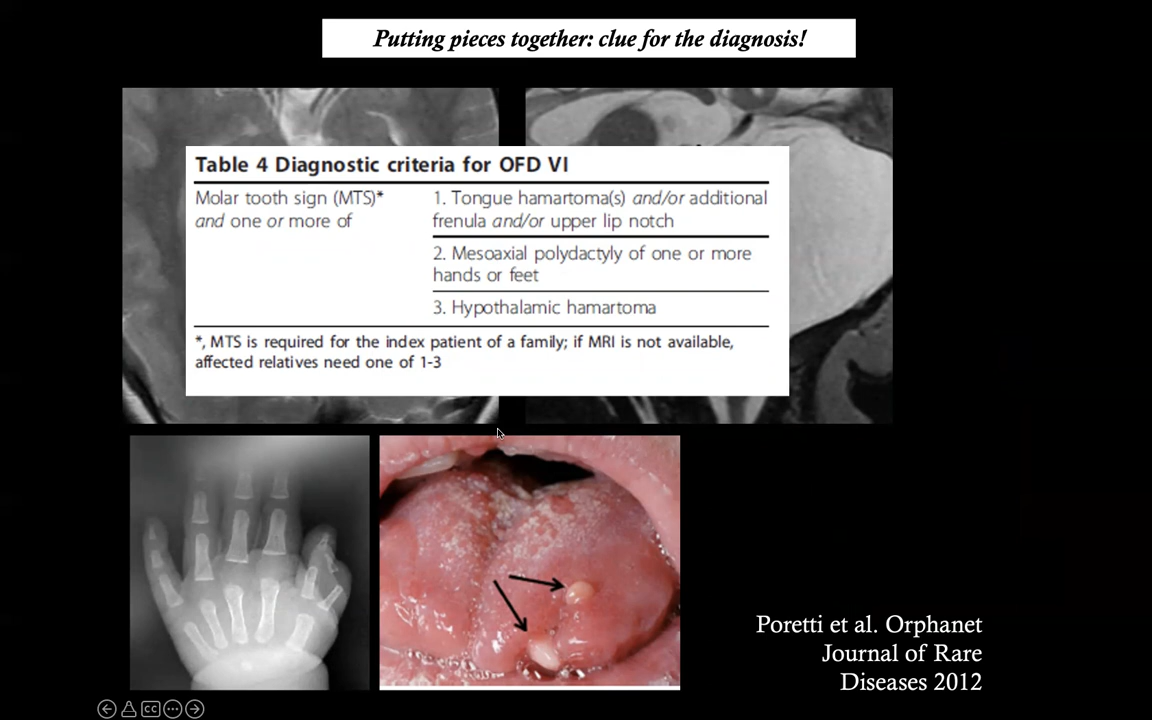 Putting pieces together: clue for the diagnosis!
Table 4 Diagnostic criteria for OFD VI
Molar tooth sign (MTS)*
and one or more of
1. Tongue hamartoma(s) and/or additional
frenula and/or upper lip notch
2. Mesoaxial polydactyly of one or more
hands or feet
3. Hypothalamic hamartoma
*, MTS is required for the index patient of a family; if MRI is not available,
affected relatives need one of 1-3
Poretti et al. Orphanet
Journal of Rare
Diseases 2012
CC